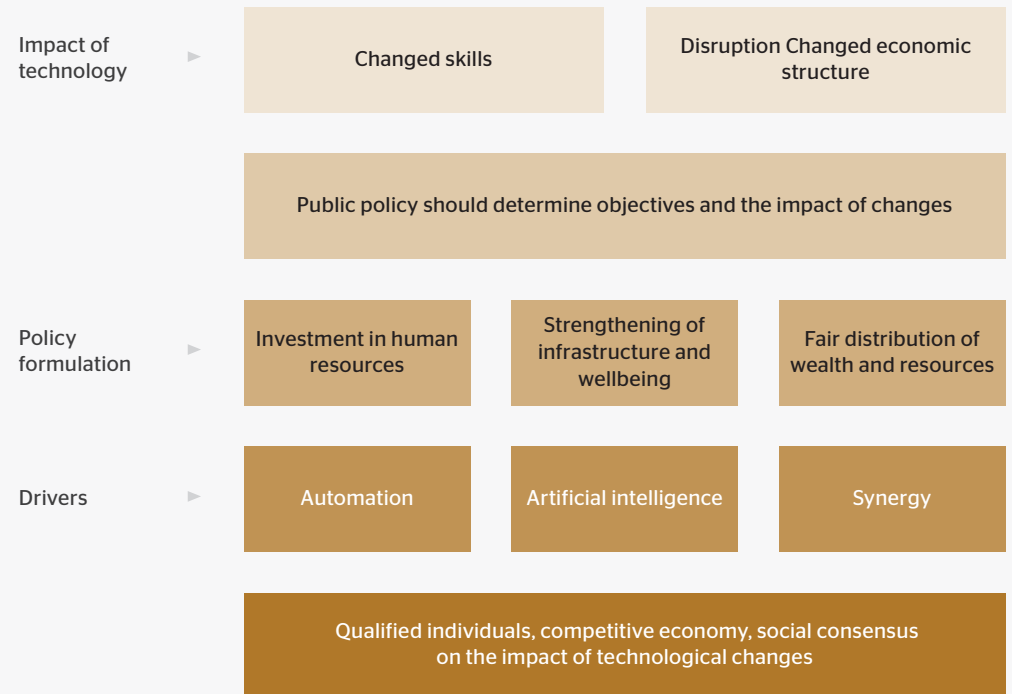 Impact of
technology
Changed skills
Disruption Changed economic
structure
Public policy should determine objectives and the impact of changes
Policy
formulation
Investment in human
resources
Strengthening of
infrastructure and
wellbeing
Fair distribution of
wealth and resources
Drivers
Automation
Artificial intelligence
Synergy
Qualified individuals, competitive economy, social consensus
on the impact of technological changes